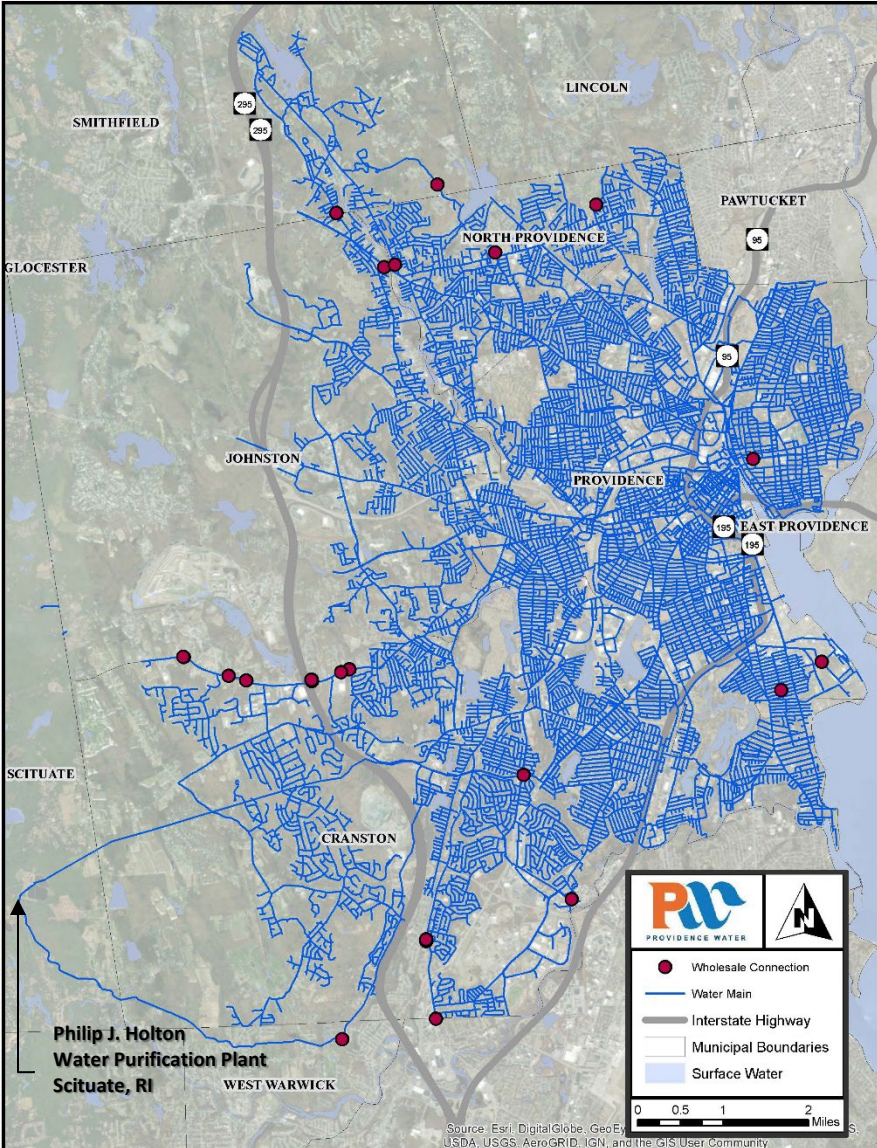 LINCOLN
295
SMITHFIELD
295
PAWTUCKET
NORTH PROVIDENCE
95
GLOCESTER
95
JOHNSTON
PROVIDENCE
195
EAST PROVIDENCE
195
SCITUATE
CRANSTON
Philip J. Holton
Water Purification Plant
Scituate, RI
WEST WARWICK
PW
PROVIDENCE WATER
N
Wholesale Connection
Water Main
Interstate Highway
Municipal Boundaries
Surface Water
0 0.5 1 2
Miles
Source: Esri, DigitalGlobe, S,
USDA, USGS, AeroGRID, IGN, and the GIS User Community